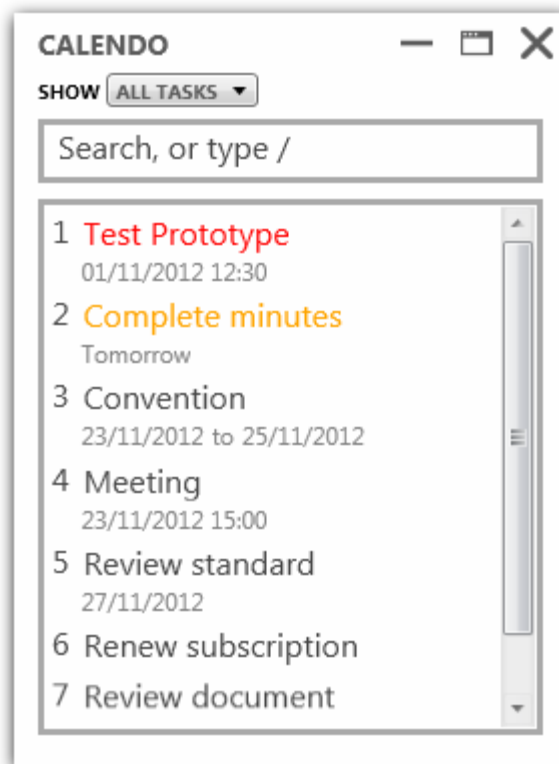 CALENDO
SHOW ALL TASKS
Search, or type /
1 Test Prototype
01/11/2012 12:30
2 Complete minutes
Tomorrow
3 Convention
23/11/2012 to 25/11/2012
4 Meeting
23/11/2012 15:00
5 Review standard
27/11/2012
6 Renew subscription
7 Review document